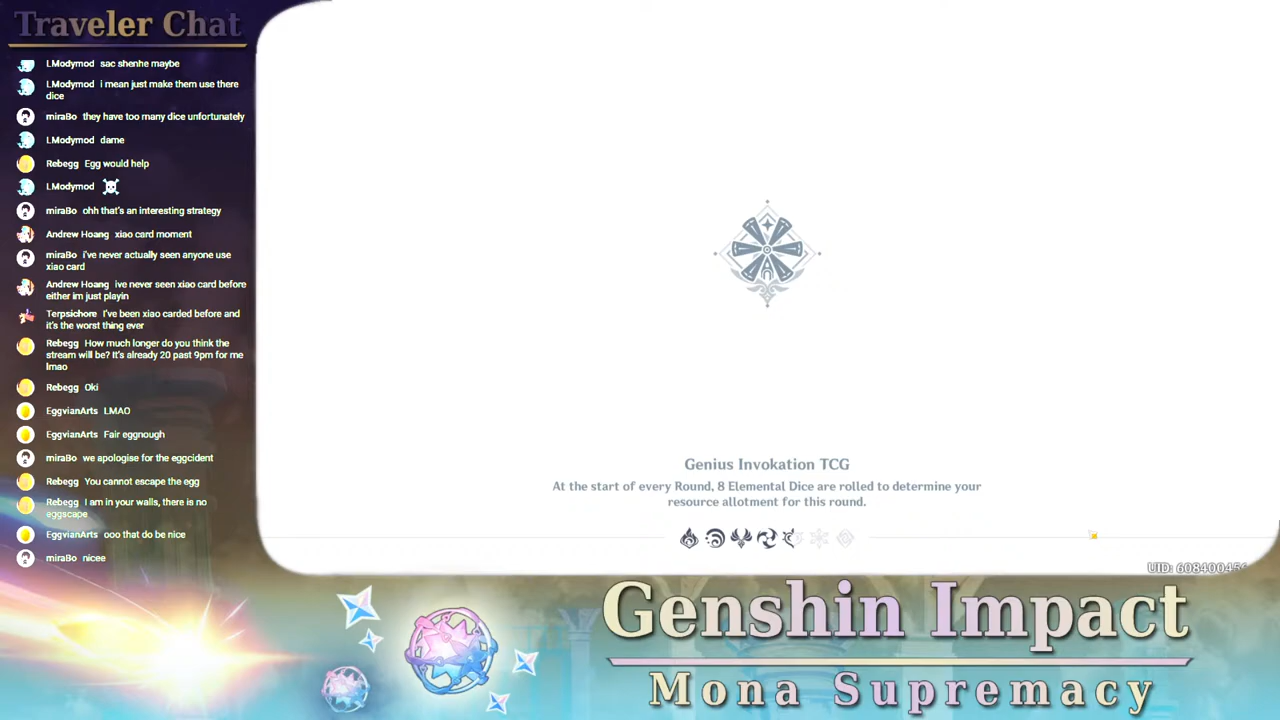 Traveler Chat
LModymod sac shenhe maybe
LModymod i mean just make them use there
dice
miraBo they have too many dice unfortunately
LModymod dame
Rebegg Egg would help
LModymod ☠
miraBo ohh that's an interesting strategy
Andrew Hoang xiao card moment
miraBo i've never actually seen anyone use
xiao card
Andrew Hoang ive never seen xiao card before
either im just playin
Terpsichore I've been xiao carded before and
it's the worst thing ever
Rebegg How much longer do you think the
stream will be? It's already 20 past 9pm for me
lmao
Rebegg Oki
EggvianArts LMAO
EggvianArts Fair eggnough
miraBo we apologise for the eggcident
Rebegg You cannot escape the egg
Rebegg I am in your walls, there is no
eggscape
EggvianArts ooo that do be nice
miraBo nicee
Genius Invokation TCG
At the start of every Round, 8 Elemental Dice are rolled to determine your
resource allotment for this round.
Genshin Impact
Mona Supremacy